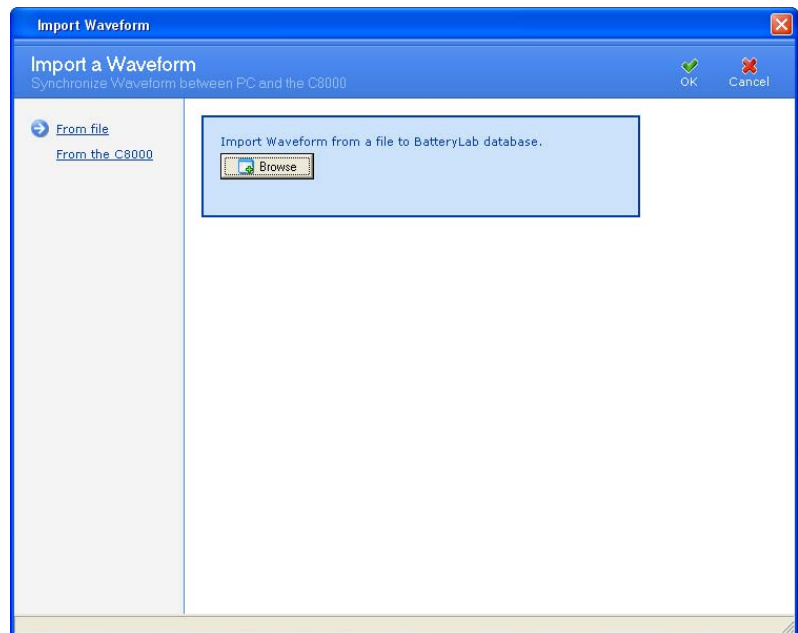 Import Waveform
Import a Waveform
Synchronize Waveform between PC and the C8000
OK
Cancel
From file
From the C8000
Import Waveform from a file to BatteryLab database.
Browse